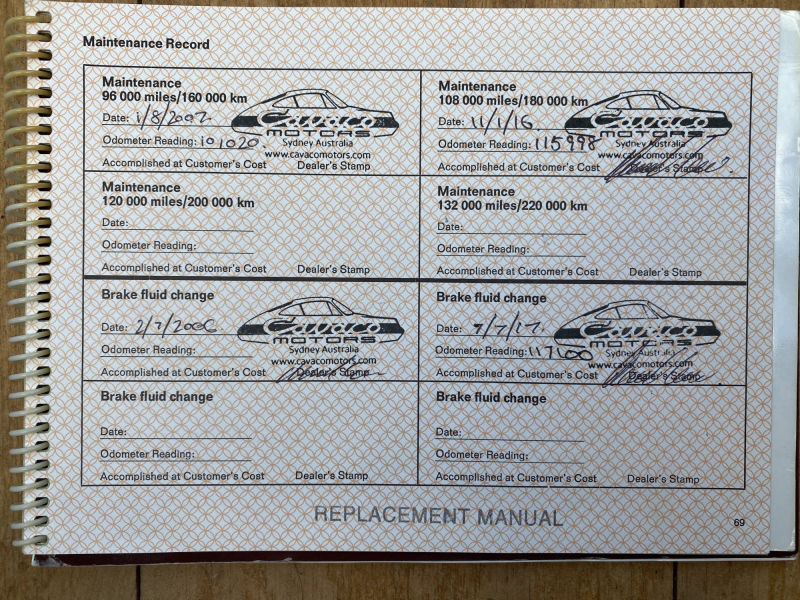 Maintenance Record
Maintenance
96 000 miles/160 000 km
Date: 1/8/2002
Odometer Reading: 101020
Accomplished at Customer's Cost
Cavaco
MOTORS
Sydney Australia
www.cavacomotors.com
Dealer's Stamp
Maintenance
108 000 miles/180 000 km
Date: 11/1/16
Odometer Reading: 115998
Accomplished at Customer's Cost
Cavaco
MOTORS
Sydney Australia
www.cavacomotors.com
Dealer's Stamp
Maintenance
120 000 miles/200 000 km
Date:
Odometer Reading:
Accomplished at Customer's Cost
Dealer's Stamp
Maintenance
132 000 miles/220 000 km
Date:
Odometer Reading:
Accomplished at Customer's Cost
Dealer's Stamp
Brake fluid change
Date: 2/7/2006
Odometer Reading:
Accomplished at Customer's Cost
Cavaco
MOTORS
Sydney Australia
www.cavacomotors.com
Dealer's Stamp
Brake fluid change
Date: 7/7/17
Odometer Reading: 117100
Accomplished at Customer's Cost
Cavaco
MOTORS
Sydney Australia
www.cavacomotors.com
Dealer's Stamp
Brake fluid change
Date:
Odometer Reading:
Accomplished at Customer's Cost
Dealer's Stamp
Brake fluid change
Date:
Odometer Reading:
Accomplished at Customer's Cost
Dealer's Stamp
REPLACEMENT MANUAL
69